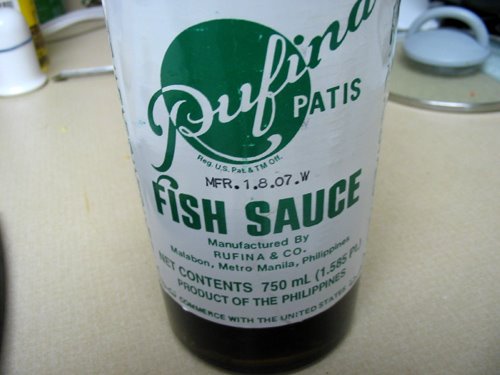 Rufina
PATIS
Reg. U.S. Pat. & TM Off.
MFR.1.8.07.W
FISH SAUCE
Manufactured By
RUFINA & CO.
Malabon, Metro Manila, Philippines
NET CONTENTS 750 mL (1.585 Pt.)
PRODUCT OF THE PHILIPPINES
OF COMMERCE WITH THE UNITED STATES